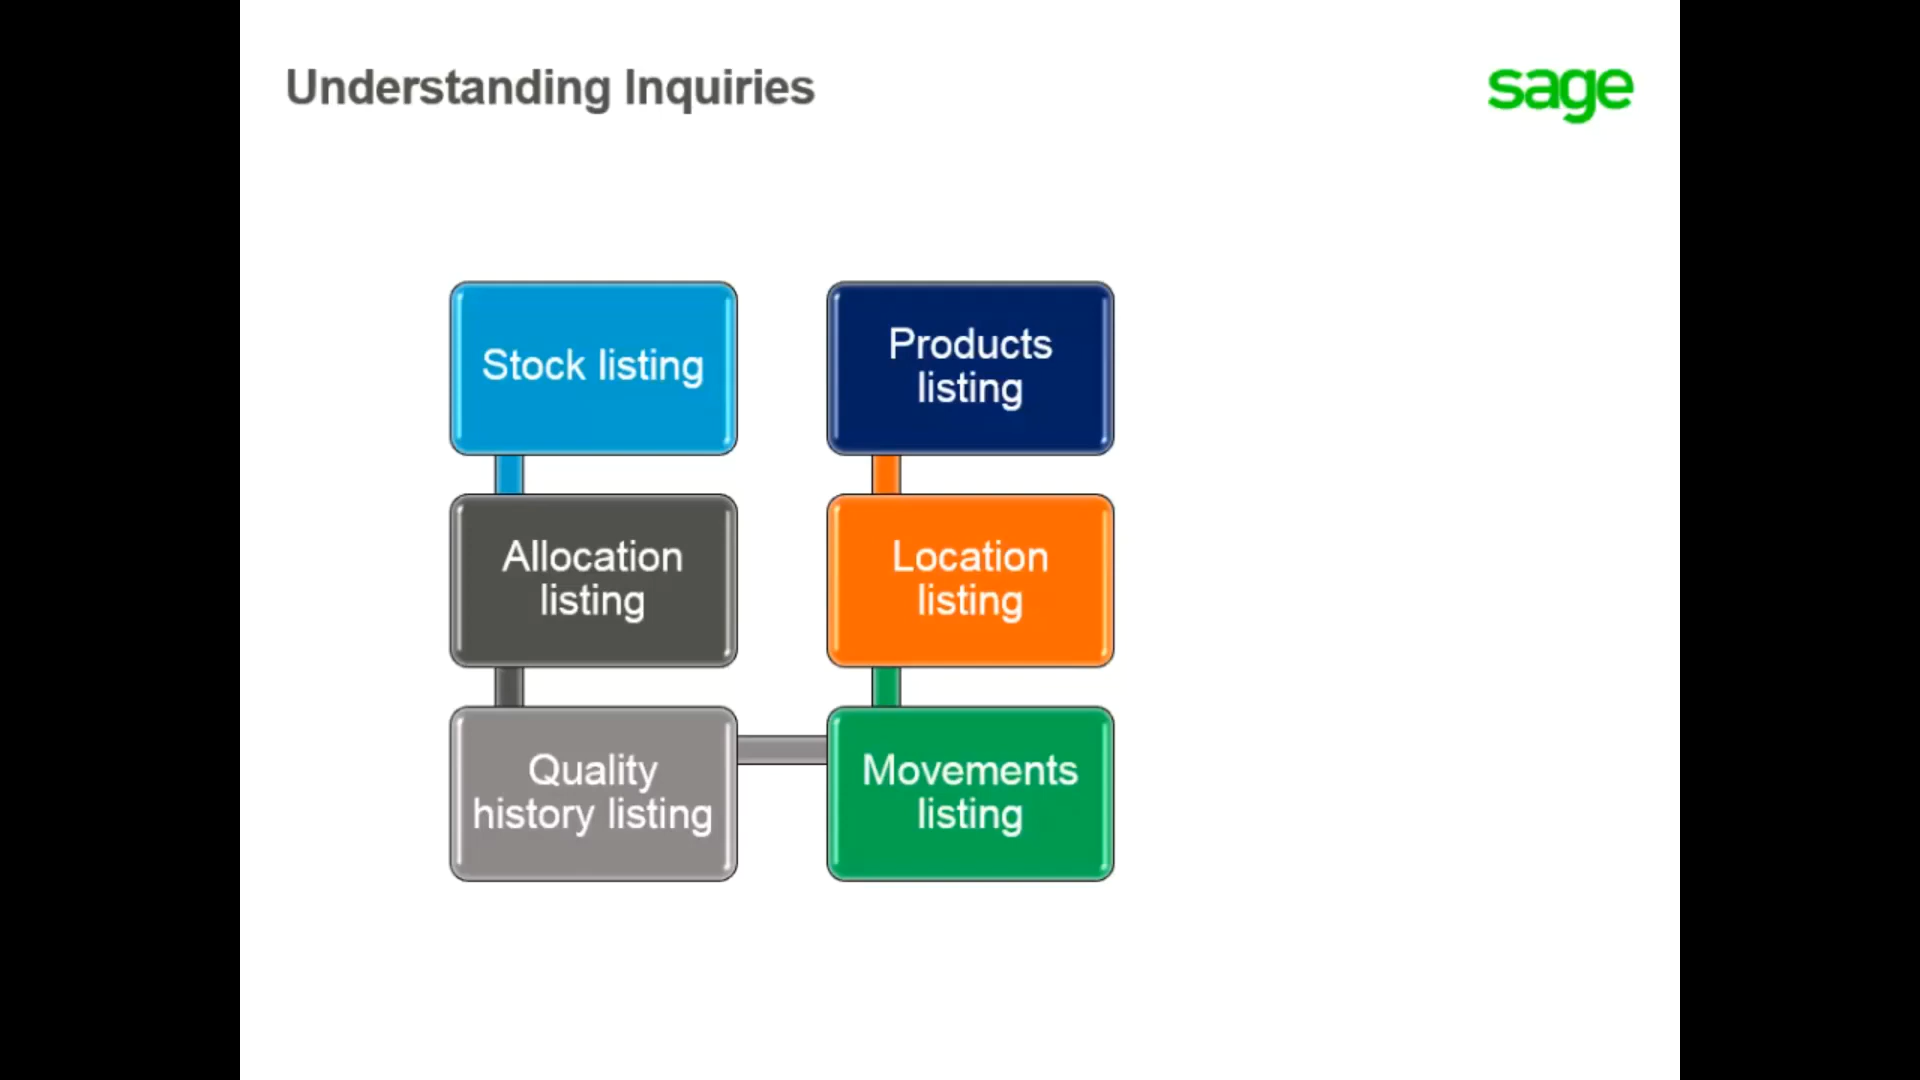 Understanding Inquiries
sage
Stock listing
Allocation
listing
Quality
history listing
Movements
listing
Location
listing
Products
listing